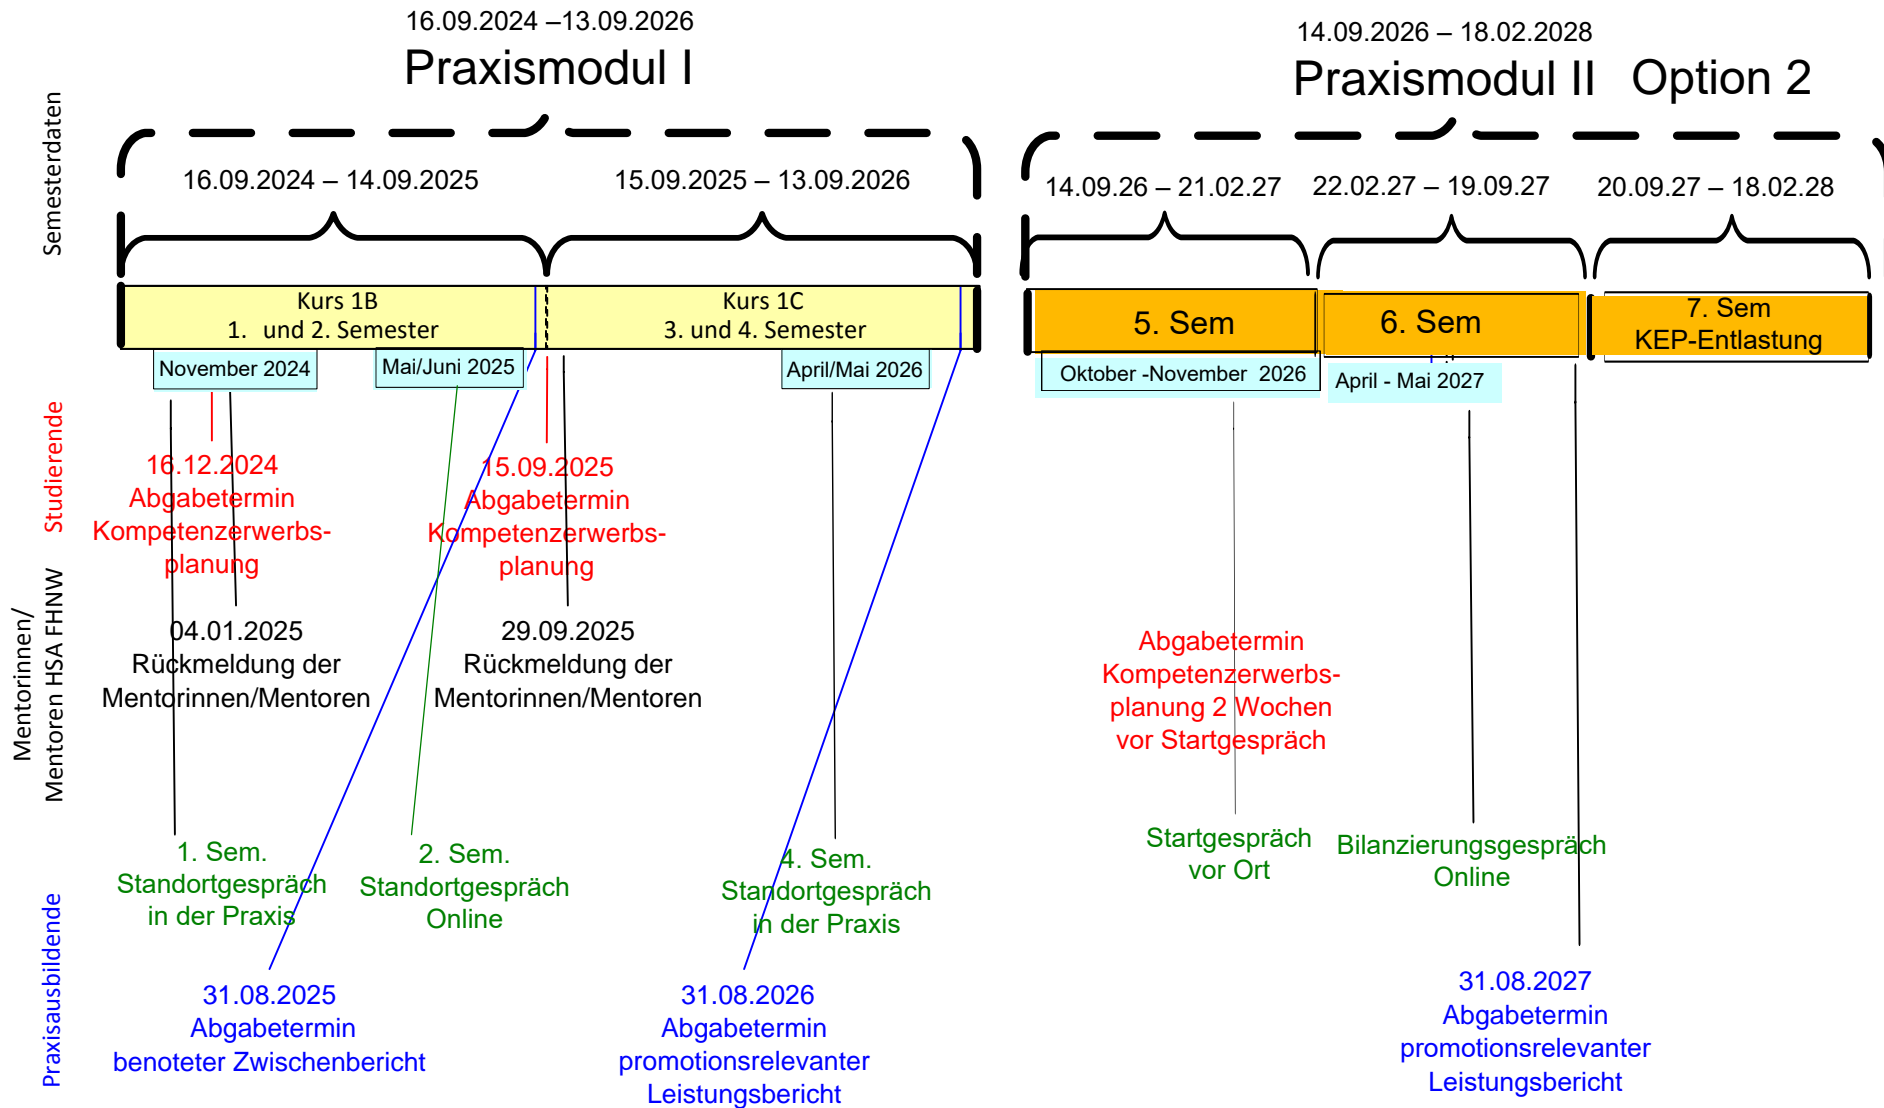 16.09.2024 –13.09.2026
Praxismodul I
14.09.2026 – 18.02.2028
Praxismodul II Option 2
Semesterdaten
16.09.2024 – 14.09.2025
15.09.2025 – 13.09.2026
14.09.26 – 21.02.27
22.02.27 – 19.09.27
20.09.27 – 18.02.28
Kurs 1B
1. und 2. Semester
Kurs 1C
3. und 4. Semester
5. Sem
6. Sem
7. Sem
KEP-Entlastung
November 2024
Mai/Juni 2025
April/Mai 2026
Oktober -November 2026
April - Mai 2027
Studierende
16.12.2024
Abgabetermin
Kompetenzerwerbs-
planung
15.09.2025
Abgabetermin
Kompetenzerwerbs-
planung
Abgabetermin
Kompetenzerwerbs-
planung 2 Wochen
vor Startgespräch
Mentorinnen/
Mentoren HSA FHNW
04.01.2025
Rückmeldung der
Mentorinnen/Mentoren
29.09.2025
Rückmeldung der
Mentorinnen/Mentoren
1. Sem.
Standortgespräch
in der Praxis
2. Sem.
Standortgespräch
Online
4. Sem.
Standortgespräch
in der Praxis
Startgespräch
vor Ort
Bilanzierungsgespräch
Online
Praxisausbildende
31.08.2025
Abgabetermin
benoteter Zwischenbericht
31.08.2026
Abgabetermin
promotionsrelevanter
Leistungsbericht
31.08.2027
Abgabetermin
promotionsrelevanter
Leistungsbericht